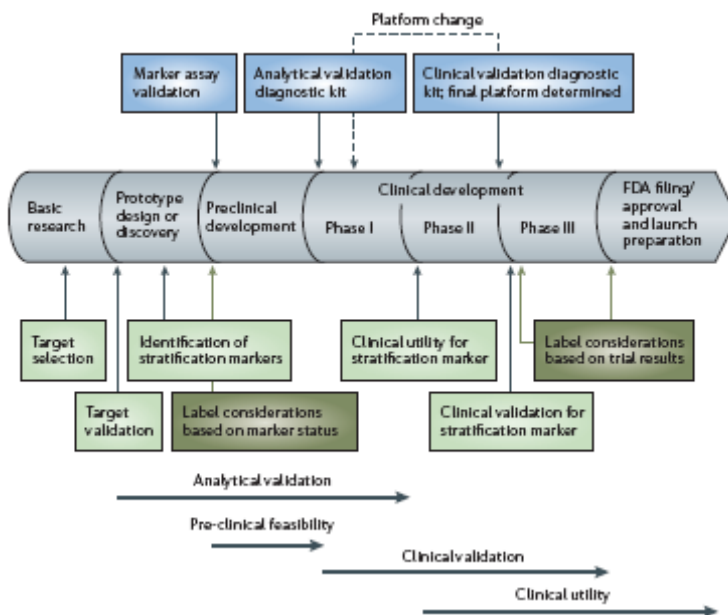 Platform change
Marker assay
validation
Analytical validation
diagnostic kit
Clinical validation diagnostic
kit; final platform determined
Basic
research
Prototype
design or
discovery
Preclinical
development
Clinical development
Phase I
Phase II
Phase III
FDA filing/
approval
and launch
preparation
Target
selection
Identification of
stratification markers
Clinical utility for
stratification marker
Label considerations
based on trial results
Target
validation
Label considerations
based on marker status
Clinical validation for
stratification marker
Analytical validation
Pre-clinical feasibility
Clinical validation
Clinical utility